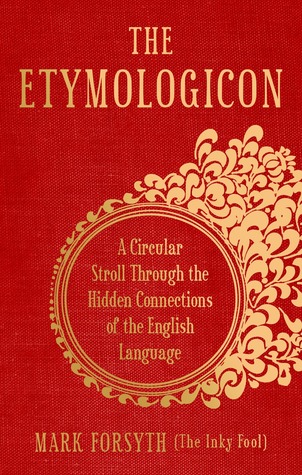 THE
ETYMOLOGICON
A Circular
Stroll Through the
Hidden Connections
of the English
Language
MARK FORSYTH (The Inky Fool)